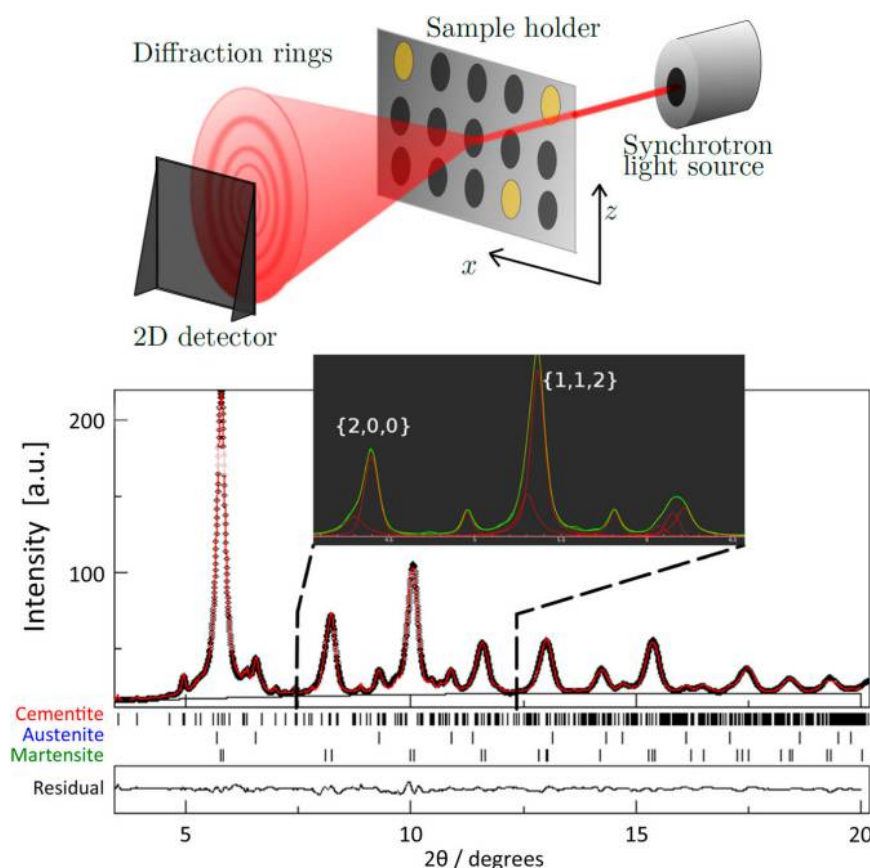 Sample holder
Diffraction rings
Synchrotron
light source
z
x
2D detector
{1,1,2}
{2,0,0}
200
100
Intensity [a.u.]
Cementite
Austenite
Martensite
Residual
5
10
15
20
2θ / degrees